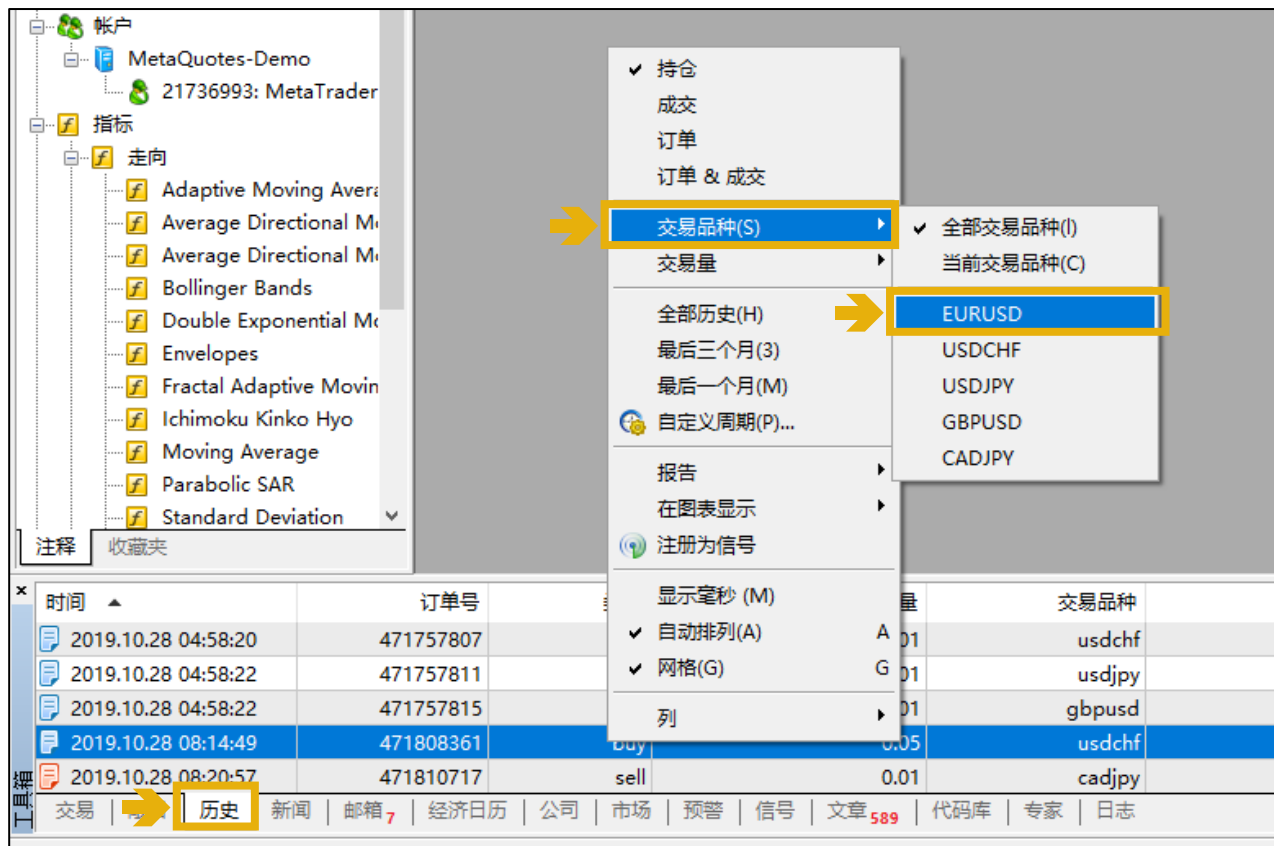 帐户
MetaQuotes-Demo
21736993: MetaTrader
指标
走向
Adaptive Moving Avera
Average Directional Mo
Average Directional Mo
Bollinger Bands
Double Exponential Mo
Envelopes
Fractal Adaptive Movin
Ichimoku Kinko Hyo
Moving Average
Parabolic SAR
Standard Deviation
注释 收藏夹
持仓
成交
订单
订单 & 成交
交易品种(S)
交易量
全部历史(H)
最后三个月(3)
最后一个月(M)
自定义周期(P)...
报告
在图表显示
注册为信号
显示毫秒 (M)
自动排列(A) A
网格(G) G
列
全部交易品种(I)
当前交易品种(C)
EURUSD
USDCHF
USDJPY
GBPUSD
CADJPY
时间 订单号 量 交易品种
2019.10.28 04:58:20 471757807 01 usdchf
2019.10.28 04:58:22 471757811 01 usdjpy
2019.10.28 04:58:22 471757815 01 gbpusd
2019.10.28 08:14:49 471808361 buy 0.05 usdchf
2019.10.28 08:20:57 471810717 sell 0.01 cadjpy
工具箱
交易 历史 新闻 邮箱 7 经济日历 公司 市场 预警 信号 文章 589 代码库 专家 日志